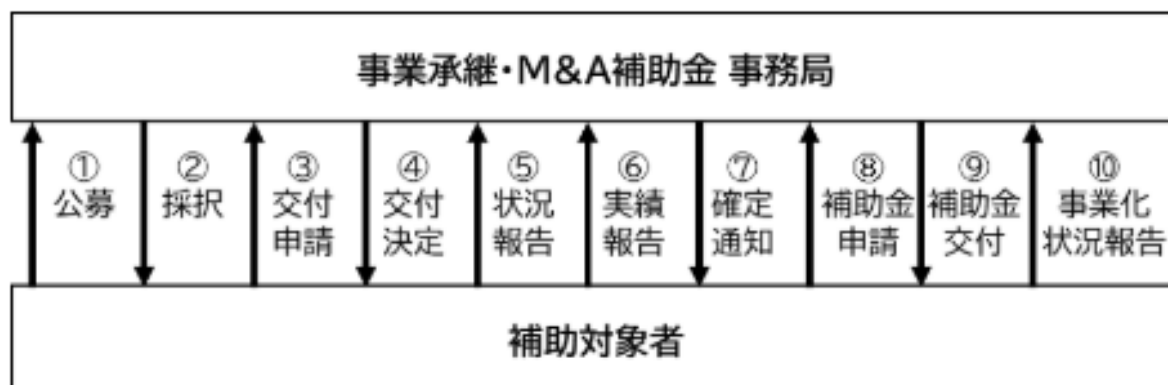 事業承継・M&A補助金 事務局
①
公募
②
採択
③
交付
申請
④
交付
決定
⑤
状況
報告
⑥
実績
報告
⑦
確定
通知
⑧
補助金
申請
⑨
補助金
交付
⑩
事業化
状況報告
補助対象者